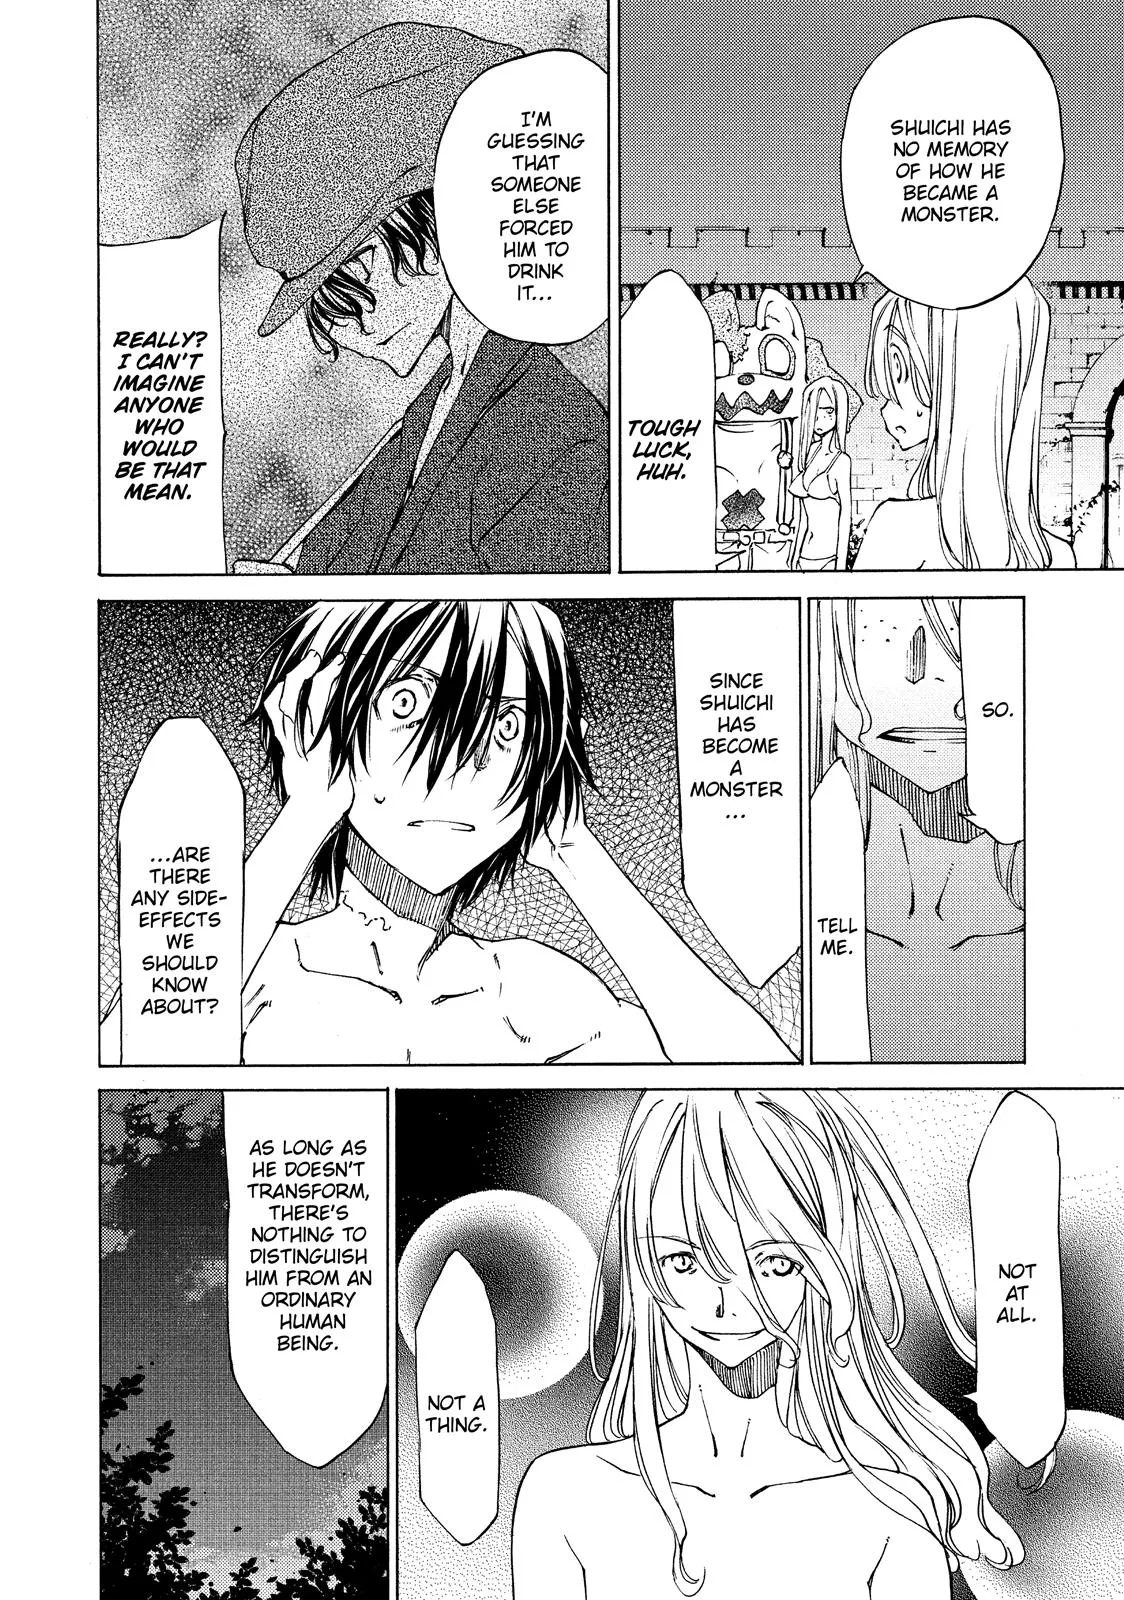 SHUICHI HAS
NO MEMORY
OF HOW HE
BECAME A
MONSTER.
TOUGH
LUCK,
HUH.
I'M
GUESSING
THAT
SOMEONE
ELSE
FORCED
HIM TO
DRINK
IT...
REALLY?
I CAN'T
IMAGINE
ANYONE
WHO
WOULD
BE THAT
MEAN.
SO.
TELL
ME.
SINCE
SHUICHI
HAS
BECOME
A
MONSTER
...
...ARE
THERE
ANY SIDE-
EFFECTS
WE
SHOULD
KNOW
ABOUT?
NOT
AT
ALL.
NOT A
THING.
AS LONG AS
HE DOESN'T
TRANSFORM,
THERE'S
NOTHING TO
DISTINGUISH
HIM FROM AN
ORDINARY
HUMAN
BEING.